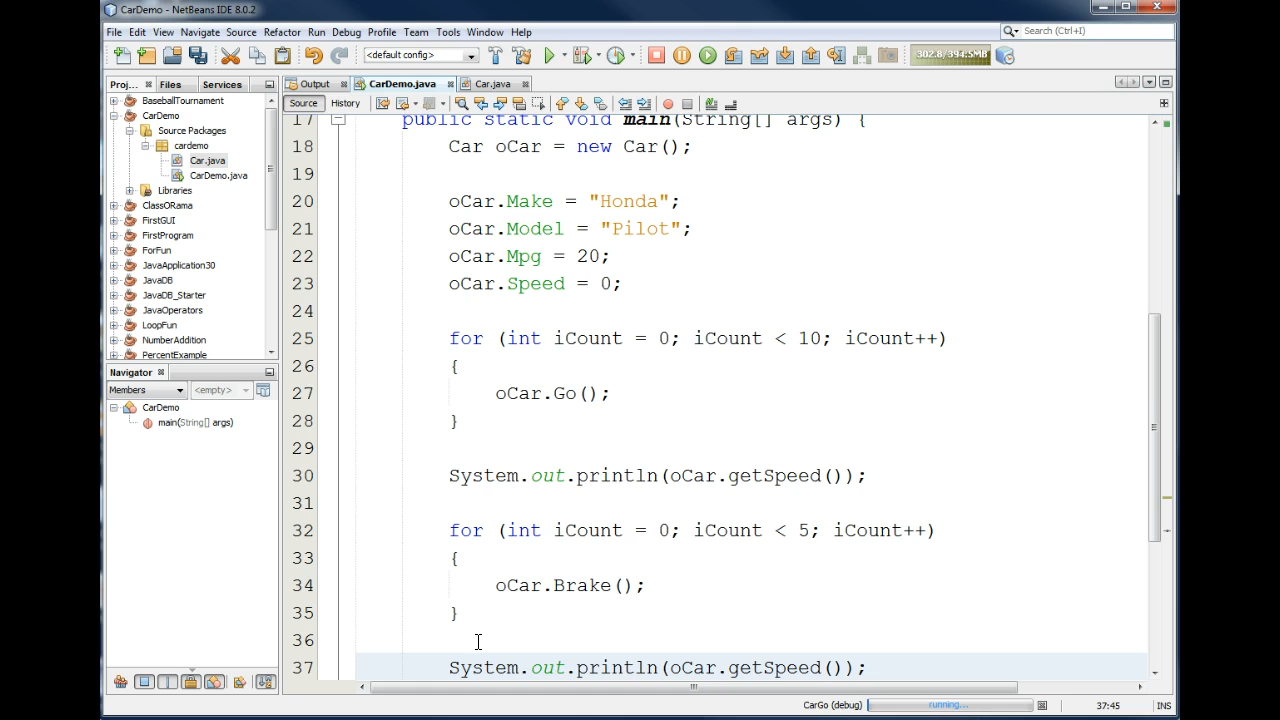 CarDemo - NetBeans IDE 8.0.2
File Edit View Navigate Source Refactor Run Debug Profile Team Tools Window Help
Search (Ctrl+I)
<default config>
302.8/394.5MB
Proj... Files Services
Output CarDemo.java Car.java
Source History
BaseballTournament
CarDemo
Source Packages
cardemo
Car.java
CarDemo.java
Libraries
ClassORama
FirstGUI
FirstProgram
ForFun
JavaApplication30
JavaDB
JavaDB_Starter
JavaOperators
LoopFun
NumberAddition
PercentExample
Navigator
Members <empty>
CarDemo
main(String[] args)
17 public static void main(String[] args) {
18 Car oCar = new Car();
19
20 oCar.Make = "Honda";
21 oCar.Model = "Pilot";
22 oCar.Mpg = 20;
23 oCar.Speed = 0;
24
25 for (int iCount = 0; iCount < 10; iCount++)
26 {
27 oCar.Go();
28 }
29
30 System.out.println(oCar.getSpeed());
31
32 for (int iCount = 0; iCount < 5; iCount++)
33 {
34 oCar.Brake();
35 }
36
37 System.out.println(oCar.getSpeed());
CarGo (debug) running... 37:45 INS